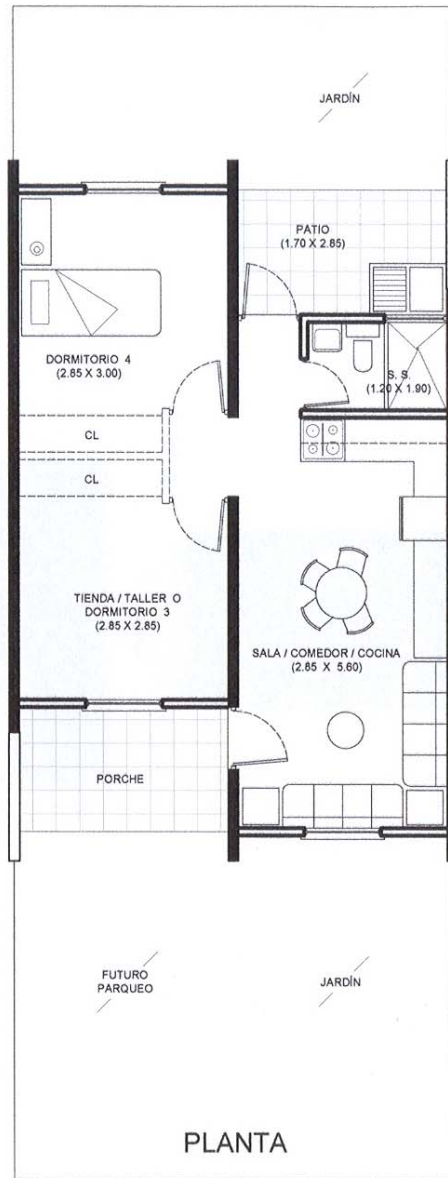 JARDÍN
PATIO
(1.70 X 2.85)
S. S.
(1.20 X 1.90)
DORMITORIO 4
(2.85 X 3.00)
CL
CL
TIENDA / TALLER O
DORMITORIO 3
(2.85 X 2.85)
SALA / COMEDOR / COCINA
(2.85 X 5.60)
PORCHE
FUTURO
PARQUEO
JARDÍN
PLANTA